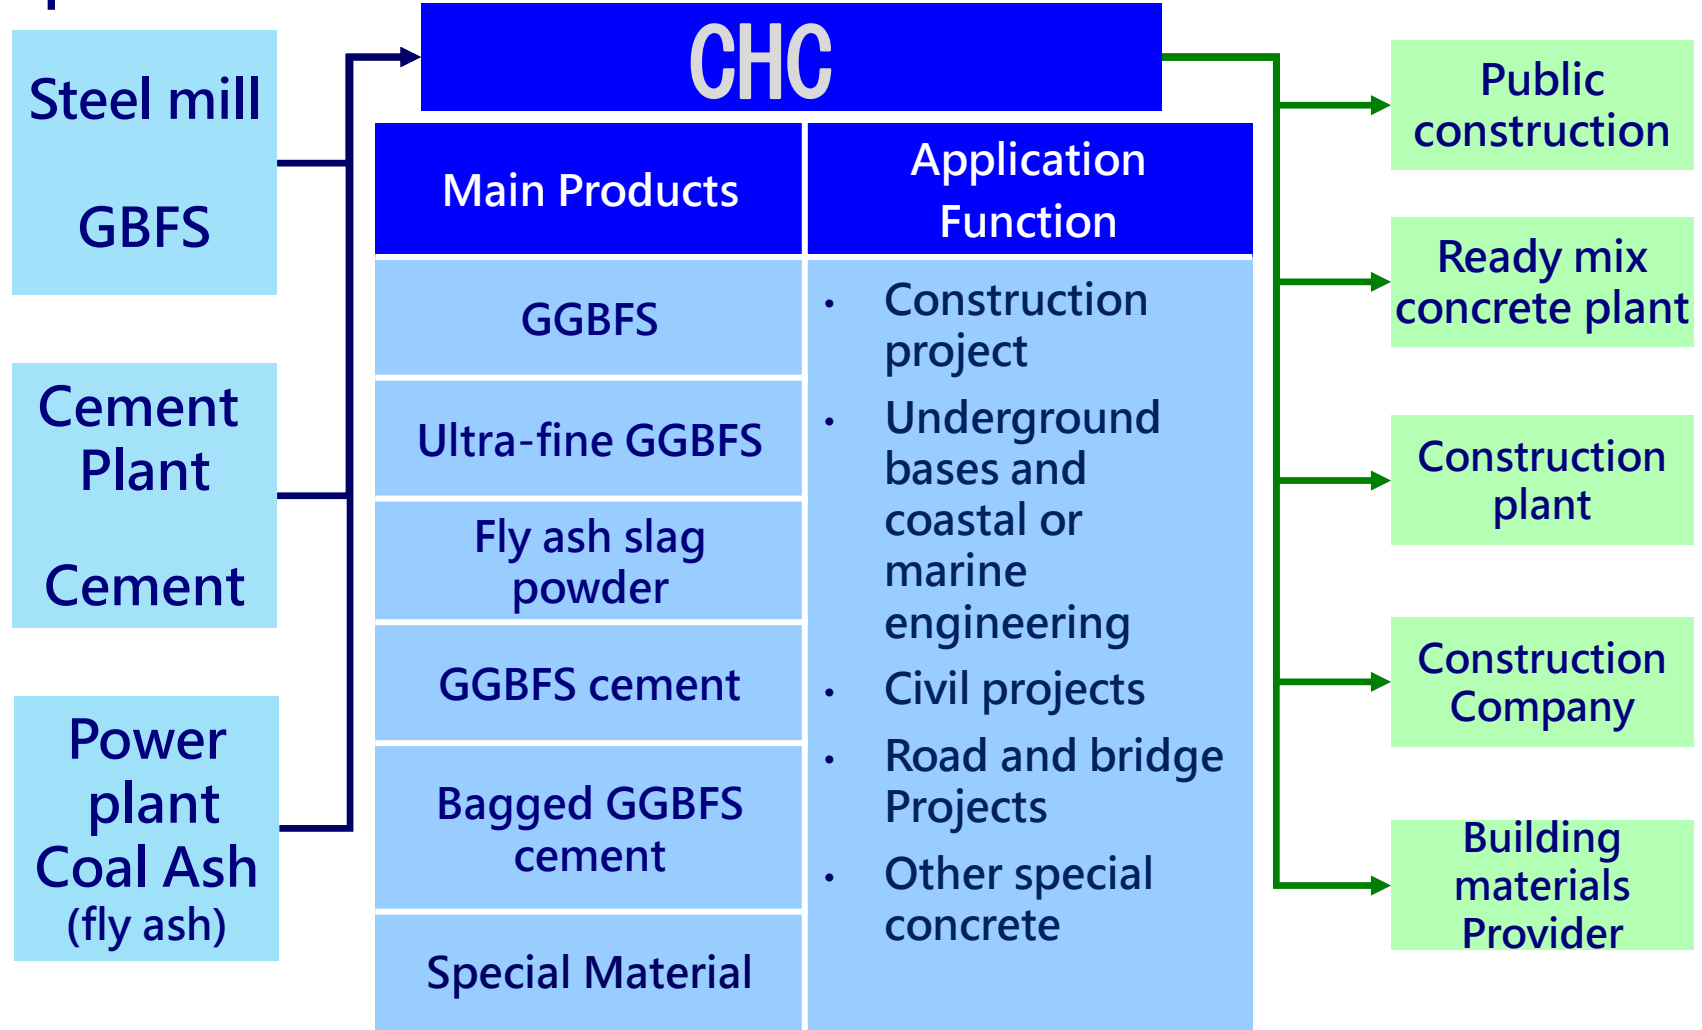 Steel mill
GBFS
Cement
Plant
Cement
Power
plant
Coal Ash
(fly ash)
CHC
Main Products
Application
Function
GGBFS
Ultra-fine GGBFS
Fly ash slag
powder
GGBFS cement
Bagged GGBFS
cement
Special Material
• Construction
project
• Underground
bases and
coastal or
marine
engineering
• Civil projects
• Road and bridge
Projects
• Other special
concrete
Public
construction
Ready mix
concrete plant
Construction
plant
Construction
Company
Building
materials
Provider